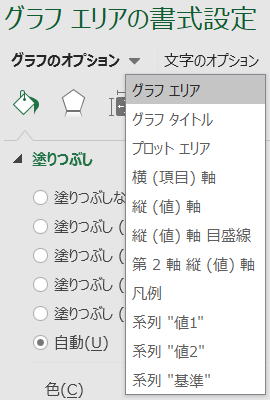 グラフ エリアの書式設定
グラフのオプション 文字のオプション
グラフ エリア
グラフ タイトル
プロット エリア
横 (項目) 軸
縦 (値) 軸
縦 (値) 軸 目盛線
第 2 軸 縦 (値) 軸
凡例
系列 "値1"
系列 "値2"
系列 "基準"
塗りつぶし
塗りつぶしな
塗りつぶし (
塗りつぶし (
塗りつぶし (
塗りつぶし (
自動(U)
色(C)